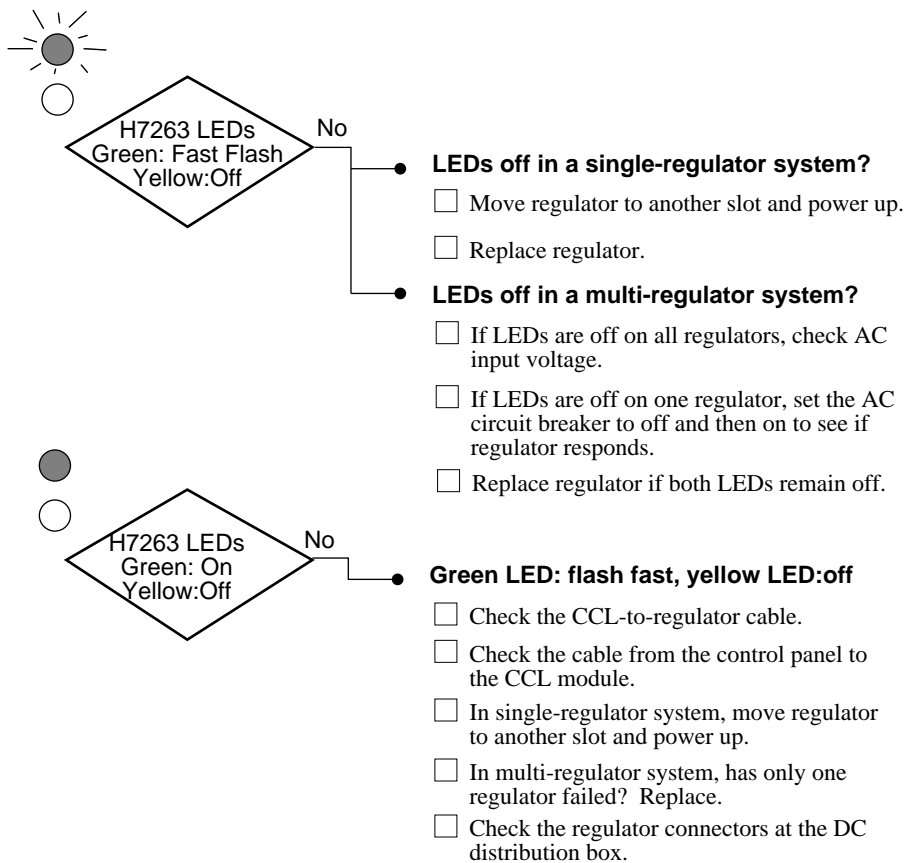 H7263 LEDs
Green: Fast Flash
Yellow:Off
No
LEDs off in a single-regulator system?
Move regulator to another slot and power up.
Replace regulator.
LEDs off in a multi-regulator system?
If LEDs are off on all regulators, check AC
input voltage.
If LEDs are off on one regulator, set the AC
circuit breaker to off and then on to see if
regulator responds.
Replace regulator if both LEDs remain off.
H7263 LEDs
Green: On
Yellow:Off
No
Green LED: flash fast, yellow LED:off
Check the CCL-to-regulator cable.
Check the cable from the control panel to
the CCL module.
In single-regulator system, move regulator
to another slot and power up.
In multi-regulator system, has only one
regulator failed?  Replace.
Check the regulator connectors at the DC
distribution box.